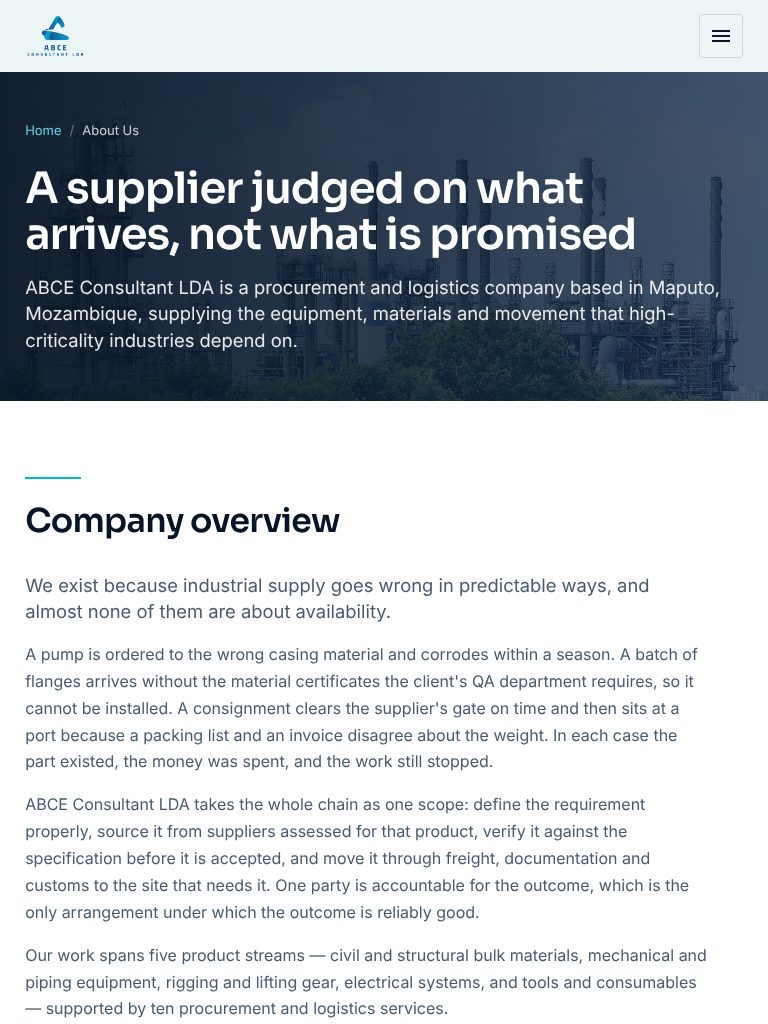 ABCE
CONSULTANT LDA
Home / About Us
A supplier judged on what
arrives, not what is promised
ABCE Consultant LDA is a procurement and logistics company based in Maputo,
Mozambique, supplying the equipment, materials and movement that high-
criticality industries depend on.
Company overview
We exist because industrial supply goes wrong in predictable ways, and
almost none of them are about availability.
A pump is ordered to the wrong casing material and corrodes within a season. A batch of
flanges arrives without the material certificates the client's QA department requires, so it
cannot be installed. A consignment clears the supplier's gate on time and then sits at a
port because a packing list and an invoice disagree about the weight. In each case the
part existed, the money was spent, and the work still stopped.
ABCE Consultant LDA takes the whole chain as one scope: define the requirement
properly, source it from suppliers assessed for that product, verify it against the
specification before it is accepted, and move it through freight, documentation and
customs to the site that needs it. One party is accountable for the outcome, which is the
only arrangement under which the outcome is reliably good.
Our work spans five product streams — civil and structural bulk materials, mechanical and
piping equipment, rigging and lifting gear, electrical systems, and tools and consumables
— supported by ten procurement and logistics services.